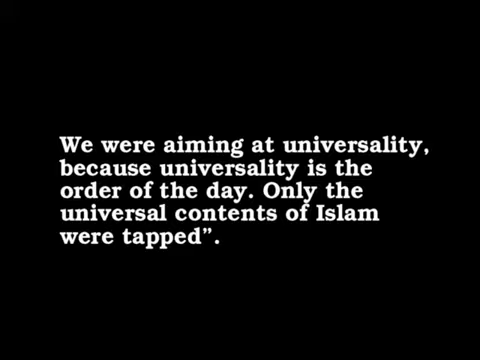 We were aiming at universality,
because universality is the
order of the day. Only the
universal contents of Islam
were tapped”.